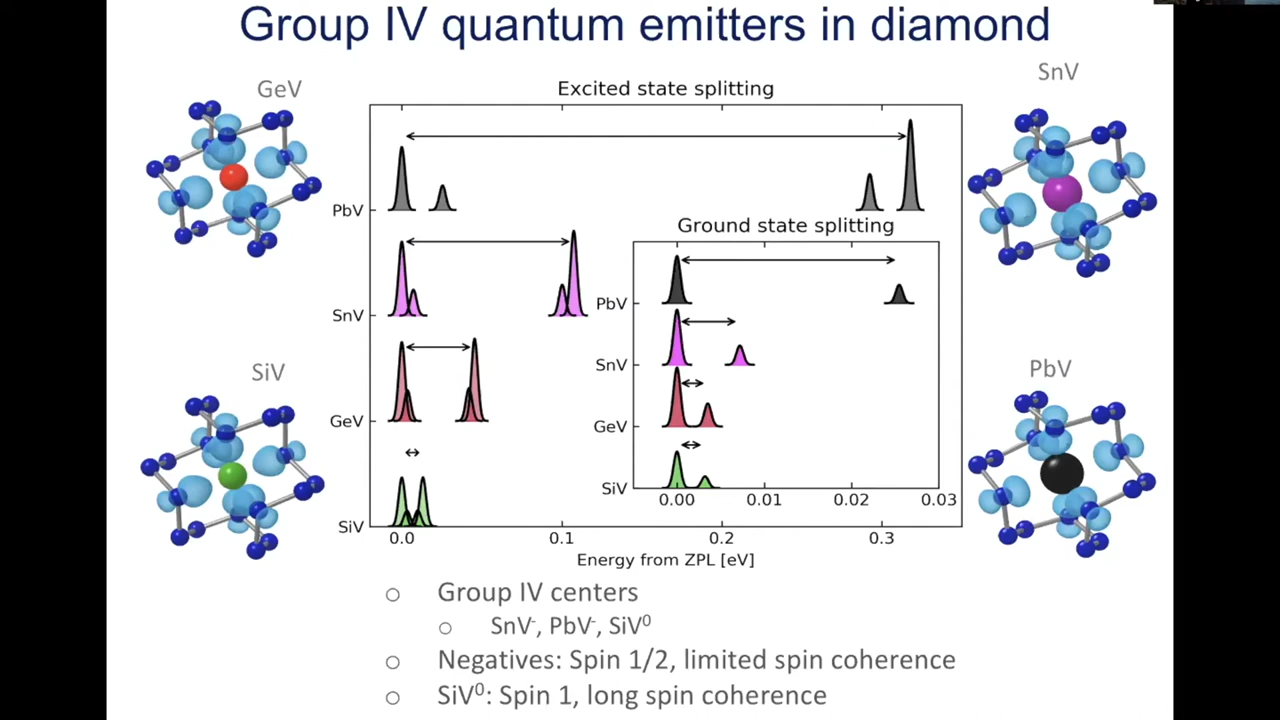 Group IV quantum emitters in diamond
GeV
SnV
SiV
PbV
Excited state splitting
PbV
SnV
GeV
SiV
0.0 0.1 0.2 0.3
Energy from ZPL [eV]
Ground state splitting
PbV
SnV
GeV
SiV
0.00 0.01 0.02 0.03
○ Group IV centers
○ SnV⁻, PbV⁻, SiV⁰
○ Negatives: Spin 1/2, limited spin coherence
○ SiV⁰: Spin 1, long spin coherence